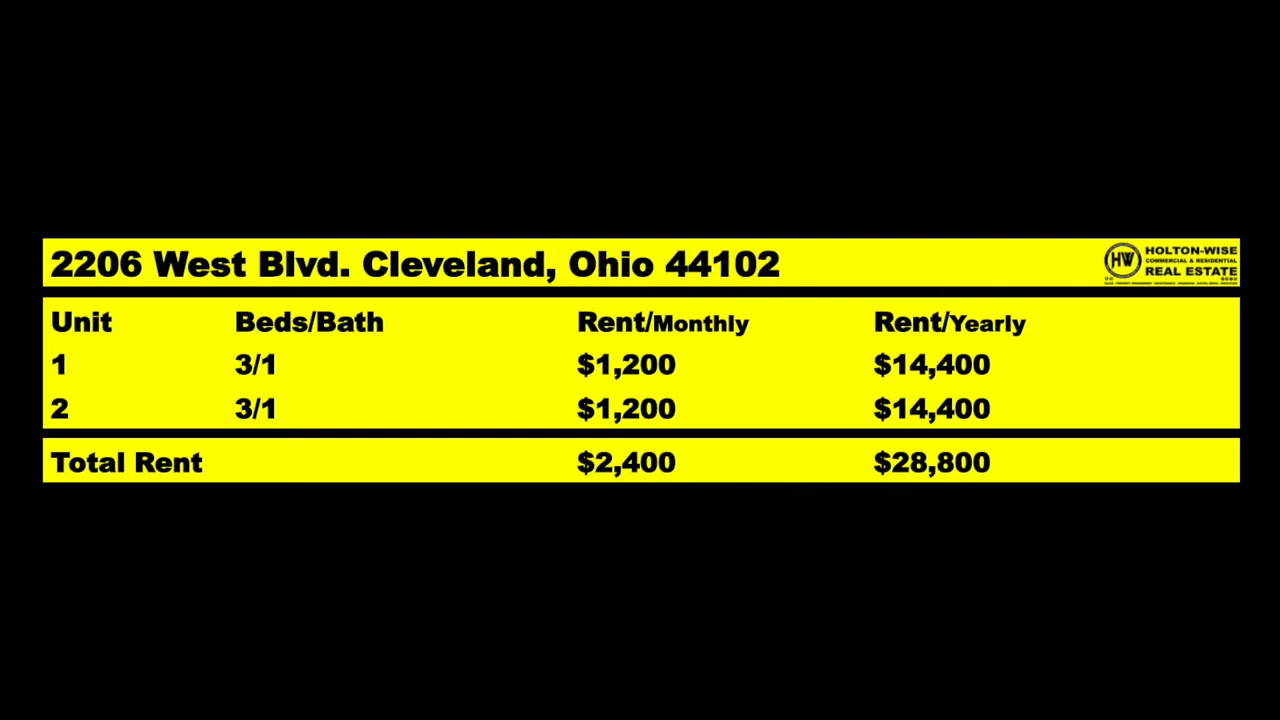 2206 West Blvd. Cleveland, Ohio 44102
HW
HOLTON-WISE
COMMERCIAL & RESIDENTIAL
REAL ESTATE
Unit Beds/Bath Rent/Monthly Rent/Yearly
1 3/1 $1,200 $14,400
2 3/1 $1,200 $14,400
Total Rent $2,400 $28,800